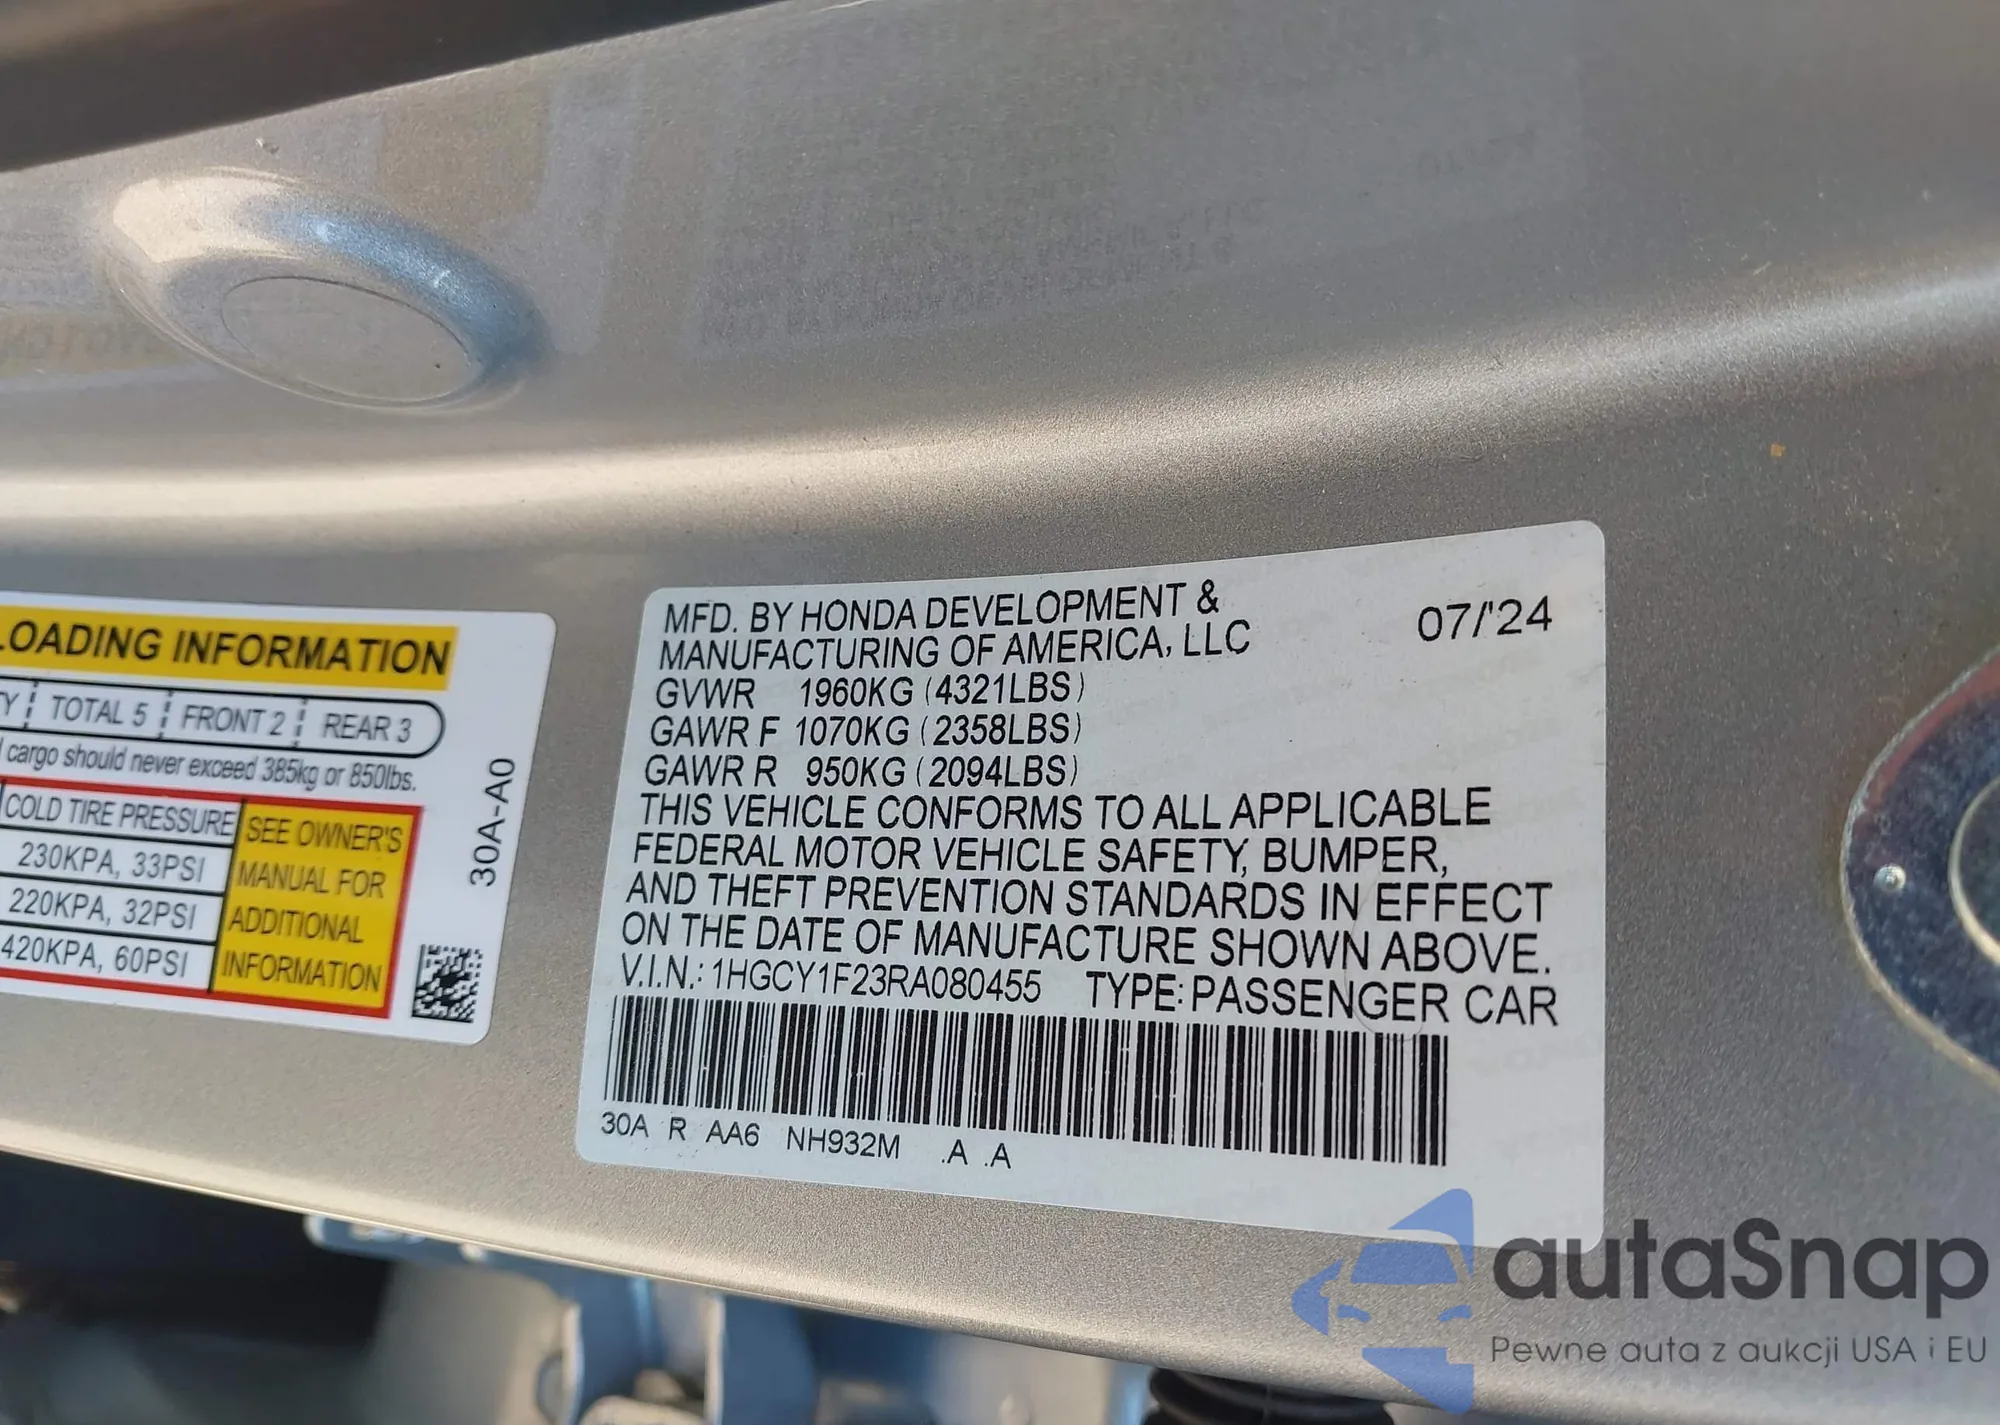 LOADING INFORMATION
TY TOTAL 5 FRONT 2 REAR 3
cargo should never exceed 385kg or 850lbs.
COLD TIRE PRESSURE
230KPA, 33PSI
220KPA, 32PSI
420KPA, 60PSI
SEE OWNER'S
MANUAL FOR
ADDITIONAL
INFORMATION
30A-A0
MFD. BY HONDA DEVELOPMENT &
MANUFACTURING OF AMERICA, LLC
07/'24
GVWR 1960KG (4321LBS)
GAWR F 1070KG (2358LBS)
GAWR R 950KG (2094LBS)
THIS VEHICLE CONFORMS TO ALL APPLICABLE
FEDERAL MOTOR VEHICLE SAFETY, BUMPER,
AND THEFT PREVENTION STANDARDS IN EFFECT
ON THE DATE OF MANUFACTURE SHOWN ABOVE.
V.I.N.: 1HGCY1F23RA080455 TYPE: PASSENGER CAR
30A R AA6 NH932M .A .A
autaSnap
Pewne auta z aukcji USA i EU